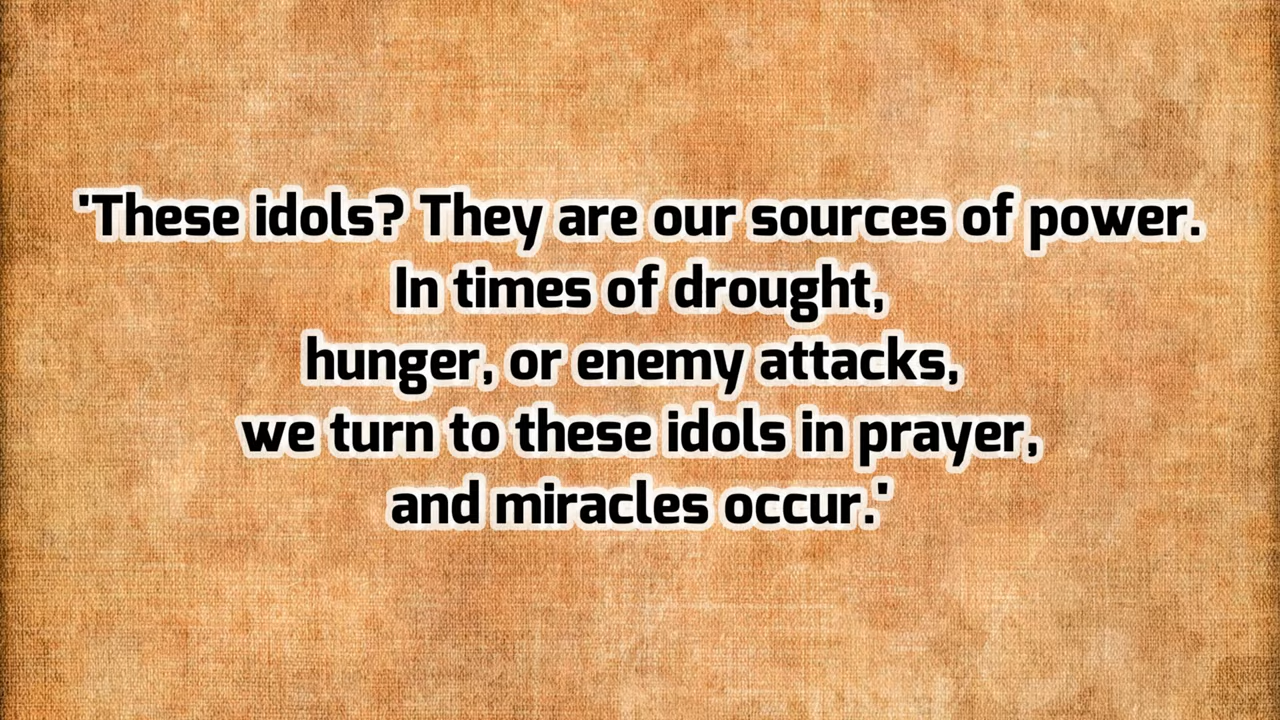 'These idols? They are our sources of power.
In times of drought,
hunger, or enemy attacks,
we turn to these idols in prayer,
and miracles occur.'